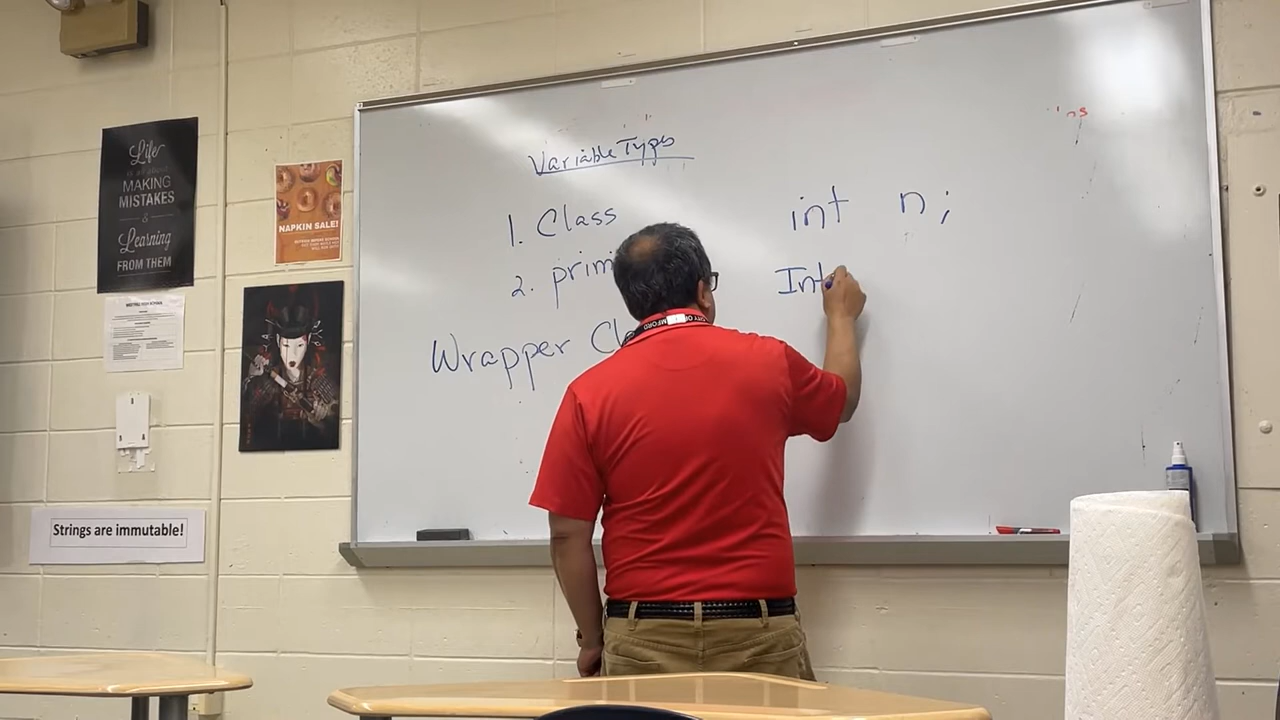 Variable Types
1. Class
2. prim
Wrapper Cl
int n;
Int
Life
MAKING
MISTAKES
&
Learning
FROM THEM
NAPKIN SALE!
Strings are immutable!